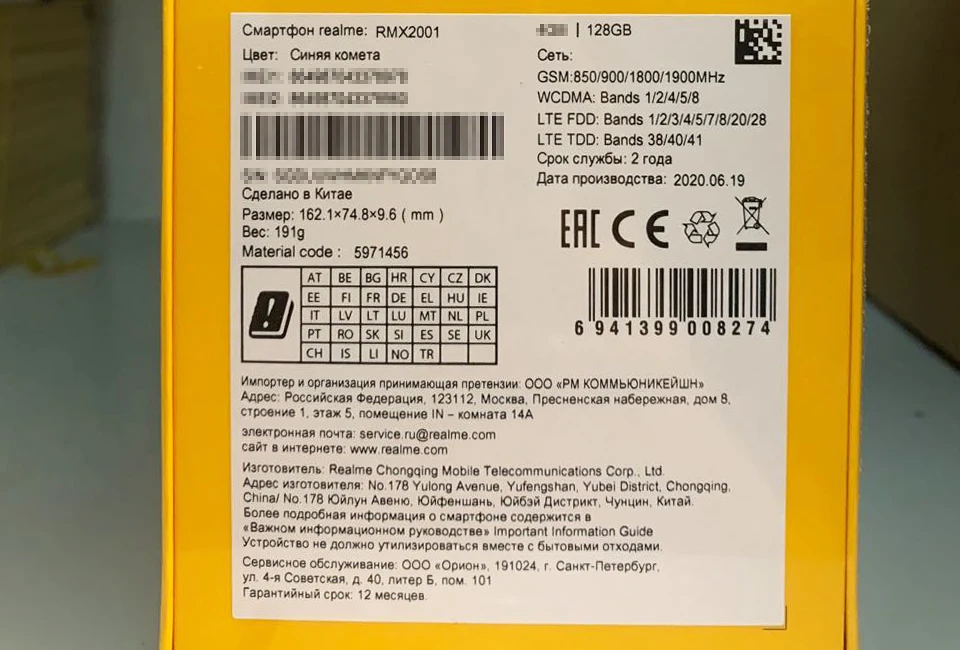 Смартфон realme: RMX2001
Цвет: Синяя комета
Сделано в Китае
Размер: 162.1×74.8×9.6 ( mm )
Вес: 191g
Material code : 5971456
| 128GB
Сеть:
GSM:850/900/1800/1900MHz
WCDMA: Bands 1/2/4/5/8
LTE FDD: Bands 1/2/3/4/5/7/8/20/28
LTE TDD: Bands 38/40/41
Срок службы: 2 года
Дата производства: 2020.06.19
EAC CE
AT BE BG HR CY CZ DK
EE FI FR DE EL HU IE
IT LV LT LU MT NL PL
PT RO SK SI ES SE UK
CH IS LI NO TR
6 941399 008274
Импортер и организация принимающая претензии: ООО «РМ КОММЬЮНИКЕЙШН»
Адрес: Российская Федерация, 123112, Москва, Пресненская набережная, дом 8,
строение 1, этаж 5, помещение IN – комната 14А
электронная почта: service.ru@realme.com
сайт в интернете: www.realme.com
Изготовитель: Realme Chongqing Mobile Telecommunications Corp., Ltd.
Адрес изготовителя: No.178 Yulong Avenue, Yufengshan, Yubei District, Chongqing,
China/ No.178 Юйлун Авеню, Юйфеншань, Юйбэй Дистрикт, Чунцин, Китай.
Более подробная информация о смартфоне содержится в
«Важном информационном руководстве» Important Information Guide
Устройство не должно утилизироваться вместе с бытовыми отходами.
Сервисное обслуживание: ООО «Орион», 191024, г. Санкт-Петербург,
ул. 4-я Советская, д. 40, литер Б, пом. 101
Гарантийный срок: 12 месяцев.